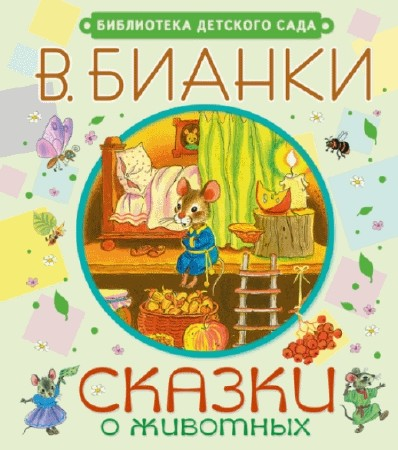 БИБЛИОТЕКА ДЕТСКОГО САДА
В. БИАНКИ
СКАЗКИ
О ЖИВОТНЫХ